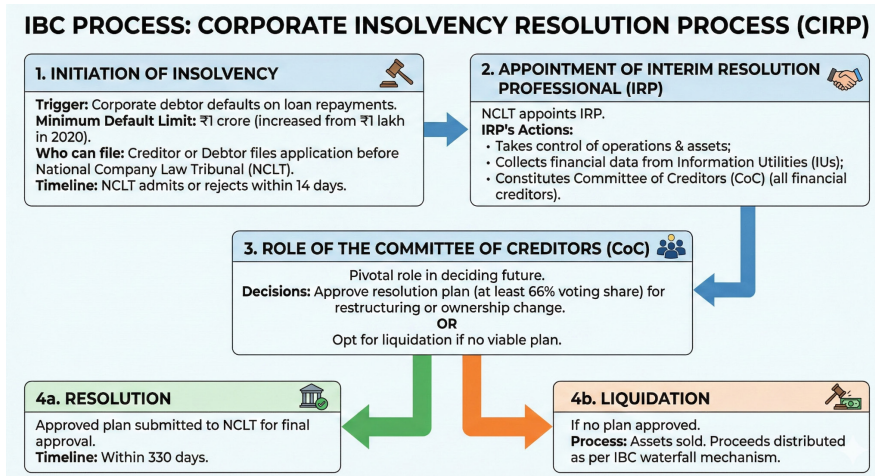 IBC PROCESS: CORPORATE INSOLVENCY RESOLUTION PROCESS (CIRP)
1. INITIATION OF INSOLVENCY
Trigger: Corporate debtor defaults on loan repayments.
Minimum Default Limit: ₹1 crore (increased from ₹1 lakh
in 2020).
Who can file: Creditor or Debtor files application before
National Company Law Tribunal (NCLT).
Timeline: NCLT admits or rejects within 14 days.
2. APPOINTMENT OF INTERIM RESOLUTION
PROFESSIONAL (IRP)
NCLT appoints IRP.
IRP's Actions:
• Takes control of operations & assets;
• Collects financial data from Information Utilities (IUs);
• Constitutes Committee of Creditors (CoC) (all financial
creditors).
3. ROLE OF THE COMMITTEE OF CREDITORS (CoC)
Pivotal role in deciding future.
Decisions: Approve resolution plan (at least 66% voting share) for
restructuring or ownership change.
OR
Opt for liquidation if no viable plan.
4a. RESOLUTION
Approved plan submitted to NCLT for final
approval.
Timeline: Within 330 days.
4b. LIQUIDATION
If no plan approved.
Process: Assets sold. Proceeds distributed
as per IBC waterfall mechanism.